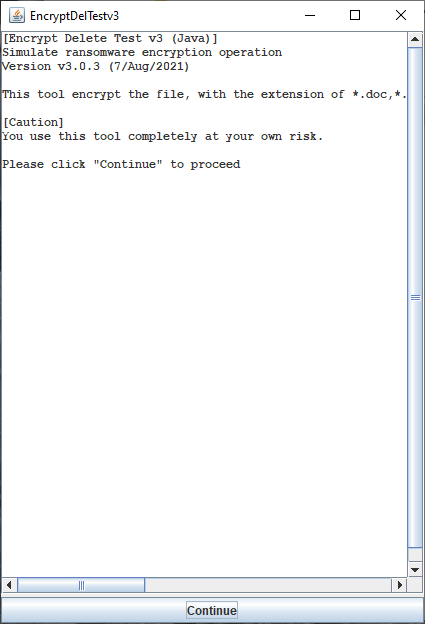 EncryptDelTestv3
[Encrypt Delete Test v3 (Java)]
Simulate ransomware encryption operation
Version v3.0.3 (7/Aug/2021)
This tool encrypt the file, with the extension of *.doc,*.
[Caution]
You use this tool completely at your own risk.
Please click "Continue" to proceed
Continue